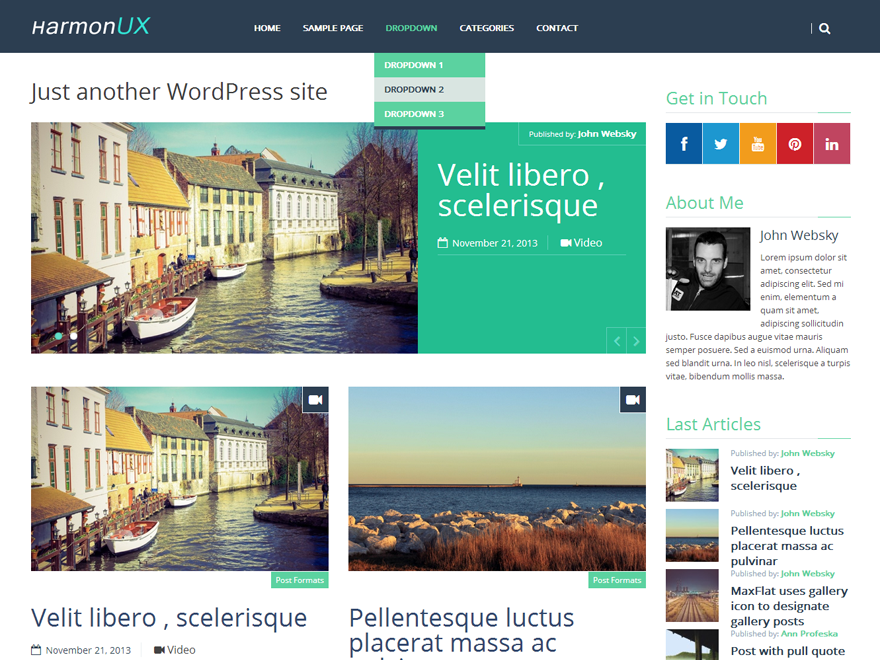 HarmonUX
HOME SAMPLE PAGE DROPDOWN CATEGORIES CONTACT
DROPDOWN 1
DROPDOWN 2
DROPDOWN 3
Just another WordPress site
Published by: John Websky
Velit libero ,
scelerisque
November 21, 2013 Video
Post Formats
Velit libero , scelerisque
November 21, 2013 Video
Post Formats
Pellentesque luctus
placerat massa ac
pulvinar
Get in Touch
f
You
Tube
in
About Me
John Websky
Lorem ipsum dolor sit
amet, consectetur
adipiscing elit. Sed mi
enim, elementum a
quam sit amet,
adipiscing sollicitudin
justo. Fusce dapibus augue vitae mauris
semper posuere. Sed a euismod urna. Aliquam
sed blandit urna. In leo nisl, scelerisque a turpis
vitae, bibendum mollis massa.
Last Articles
Published by: John Websky
Velit libero ,
scelerisque
Published by: John Websky
Pellentesque luctus
placerat massa ac
pulvinar
Published by: John Websky
MaxFlat uses gallery
icon to designate
gallery posts
Published by: Ann Profeska
Post with pull quote